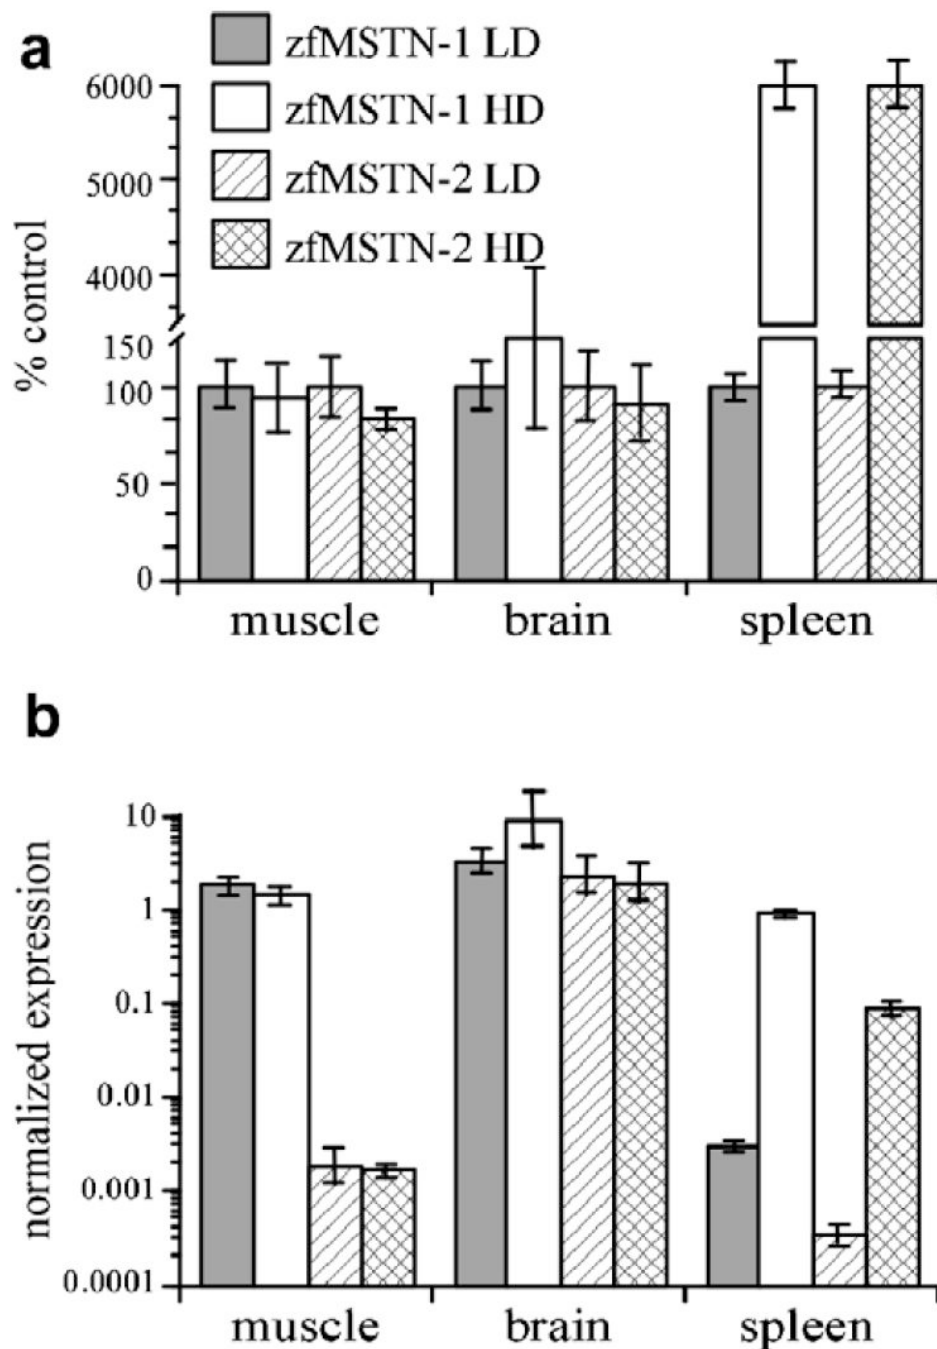 a
zfMSTN-1 LD
zfMSTN-1 HD
zfMSTN-2 LD
zfMSTN-2 HD
% control
6000
5000
4000
150
100
50
0
muscle brain spleen
b
normalized expression
10
1
0.1
0.01
0.001
0.0001
muscle brain spleen